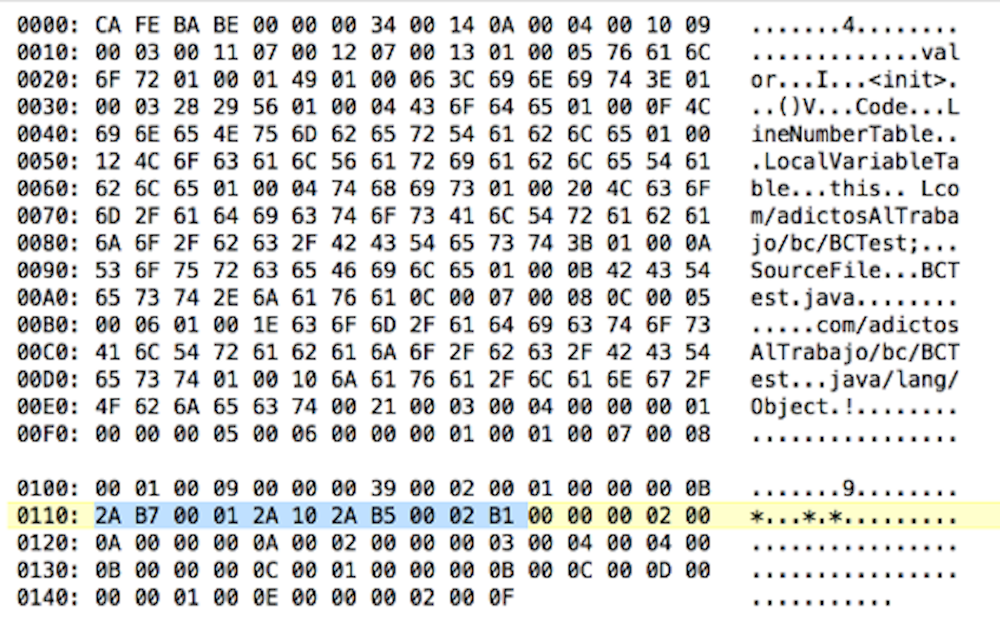 0000: CA FE BA BE 00 00 00 34 00 14 0A 00 04 00 10 09 .......4........
0010: 00 03 00 11 07 00 12 07 00 13 01 00 05 76 61 6C .............val
0020: 6F 72 01 00 01 49 01 00 06 3C 69 6E 69 74 3E 01 or...I...<init>.
0030: 00 03 28 29 56 01 00 04 43 6F 64 65 01 00 0F 4C ..()V...Code...L
0040: 69 6E 65 4E 75 6D 62 65 72 54 61 62 6C 65 01 00 ineNumberTable..
0050: 12 4C 6F 63 61 6C 56 61 72 69 61 62 6C 65 54 61 .LocalVariableTa
0060: 62 6C 65 01 00 04 74 68 69 73 01 00 20 4C 63 6F ble...this.. Lco
0070: 6D 2F 61 64 69 63 74 6F 73 41 6C 54 72 61 62 61 m/adictosAlTraba
0080: 6A 6F 2F 62 63 2F 42 43 54 65 73 74 3B 01 00 0A jo/bc/BCTest;...
0090: 53 6F 75 72 63 65 46 69 6C 65 01 00 0B 42 43 54 SourceFile...BCT
00A0: 65 73 74 2E 6A 61 76 61 0C 00 07 00 08 0C 00 05 est.java........
00B0: 00 06 01 00 1E 63 6F 6D 2F 61 64 69 63 74 6F 73 .....com/adictos
00C0: 41 6C 54 72 61 62 61 6A 6F 2F 62 63 2F 42 43 54 AlTrabajo/bc/BCT
00D0: 65 73 74 01 00 10 6A 61 76 61 2F 6C 61 6E 67 2F est...java/lang/
00E0: 4F 62 6A 65 63 74 00 21 00 03 00 04 00 00 00 01 Object.!........
00F0: 00 00 00 05 00 06 00 00 00 01 00 01 00 07 00 08 ................
0100: 00 01 00 09 00 00 00 39 00 02 00 01 00 00 00 0B .......9........
0110: 2A B7 00 01 2A 10 2A B5 00 02 B1 00 00 00 02 00 *...*.*.........
0120: 0A 00 00 00 0A 00 02 00 00 00 03 00 04 00 04 00 ................
0130: 0B 00 00 00 0C 00 01 00 00 00 0B 00 0C 00 0D 00 ................
0140: 00 00 01 00 0E 00 00 00 02 00 0F ...........